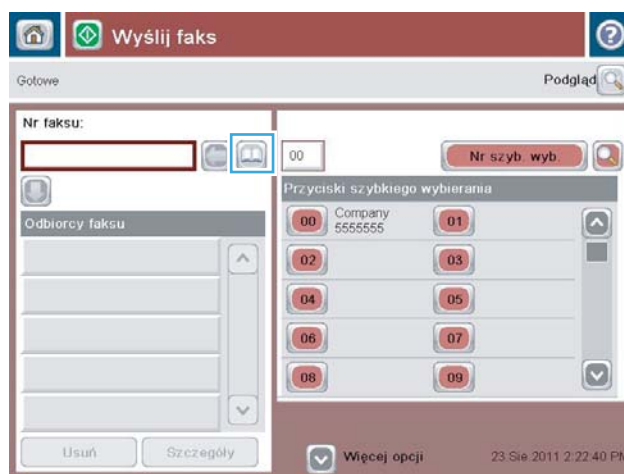 Wyślij faks
Gotowe
Podgląd
Nr faksu:
00
Nr szyb. wyb.
Przyciski szybkiego wybierania
Odbiorcy faksu
00 Company 01
5555555
02 03
04 05
06 07
08 09
Usuń Szczegóły
Więcej opcji
23 Sie 2011 2:22:40 PM